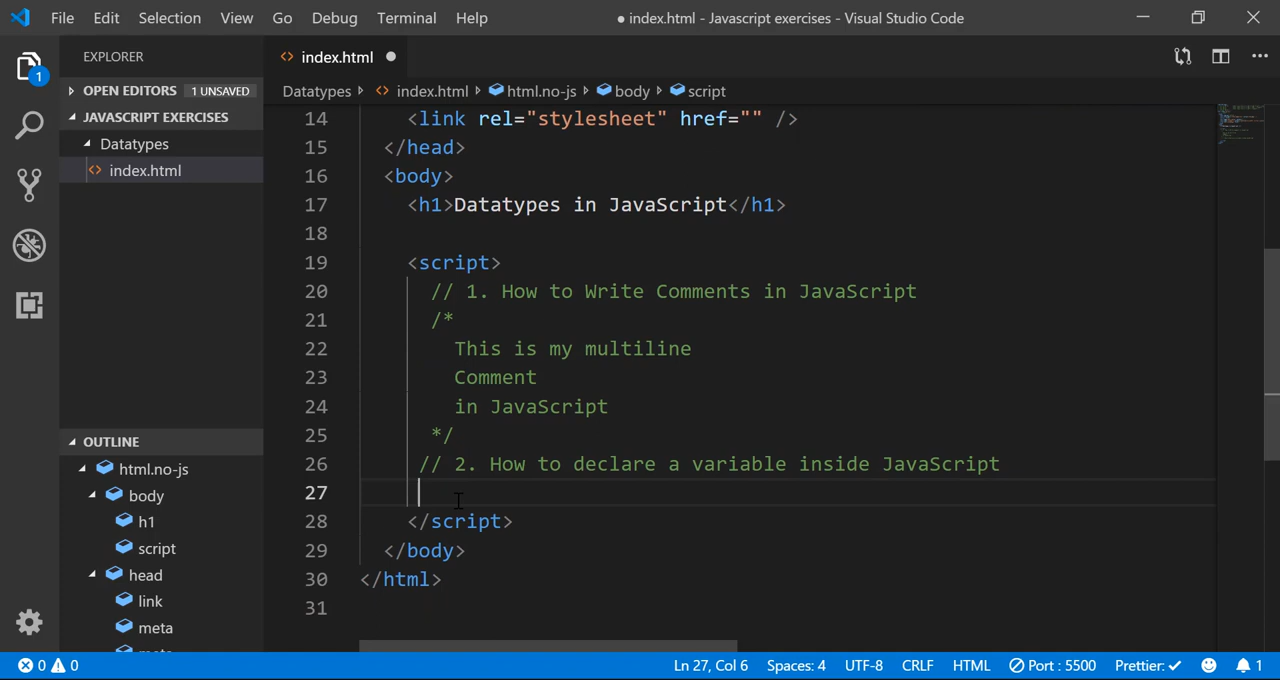 File Edit Selection View Go Debug Terminal Help ● index.html - Javascript exercises - Visual Studio Code
EXPLORER
1
OPEN EDITORS 1 UNSAVED
JAVASCRIPT EXERCISES
Datatypes
<> index.html
OUTLINE
html.no-js
body
h1
script
head
link
meta
<> index.html ●
Datatypes <> index.html html.no-js body script
14 <link rel="stylesheet" href="" />
15 </head>
16 <body>
17 <h1>Datatypes in JavaScript</h1>
18
19 <script>
20 // 1. How to Write Comments in JavaScript
21 /*
22 This is my multiline
23 Comment
24 in JavaScript
25 */
26 // 2. How to declare a variable inside JavaScript
27
28 </script>
29 </body>
30 </html>
31
0 0 Ln 27, Col 6 Spaces: 4 UTF-8 CRLF HTML Port : 5500 Prettier: ✓ 1